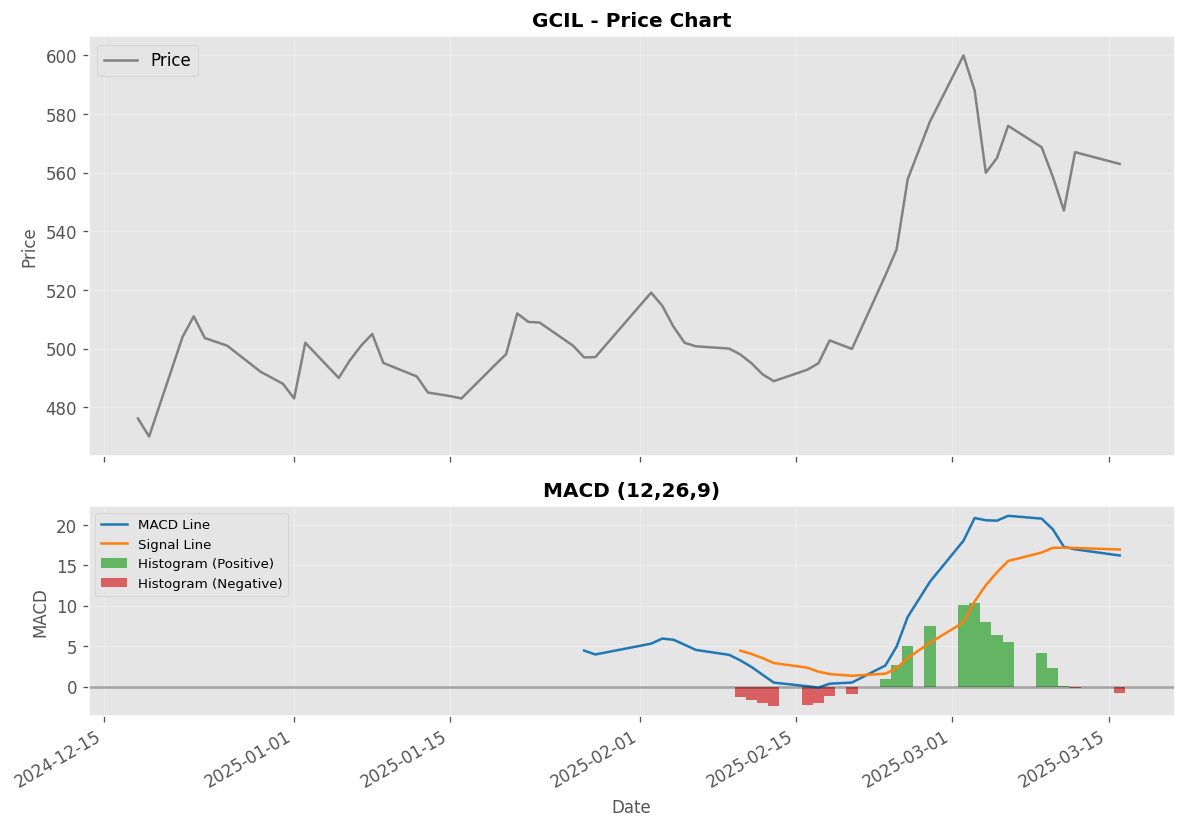 GCIL - Price Chart
Price
600
580
560
540
520
500
480
Price
MACD (12,26,9)
MACD Line
Signal Line
Histogram (Positive)
Histogram (Negative)
20
15
10
5
0
MACD
2024-12-15
2025-01-01
2025-01-15
2025-02-01
2025-02-15
2025-03-01
2025-03-15
Date